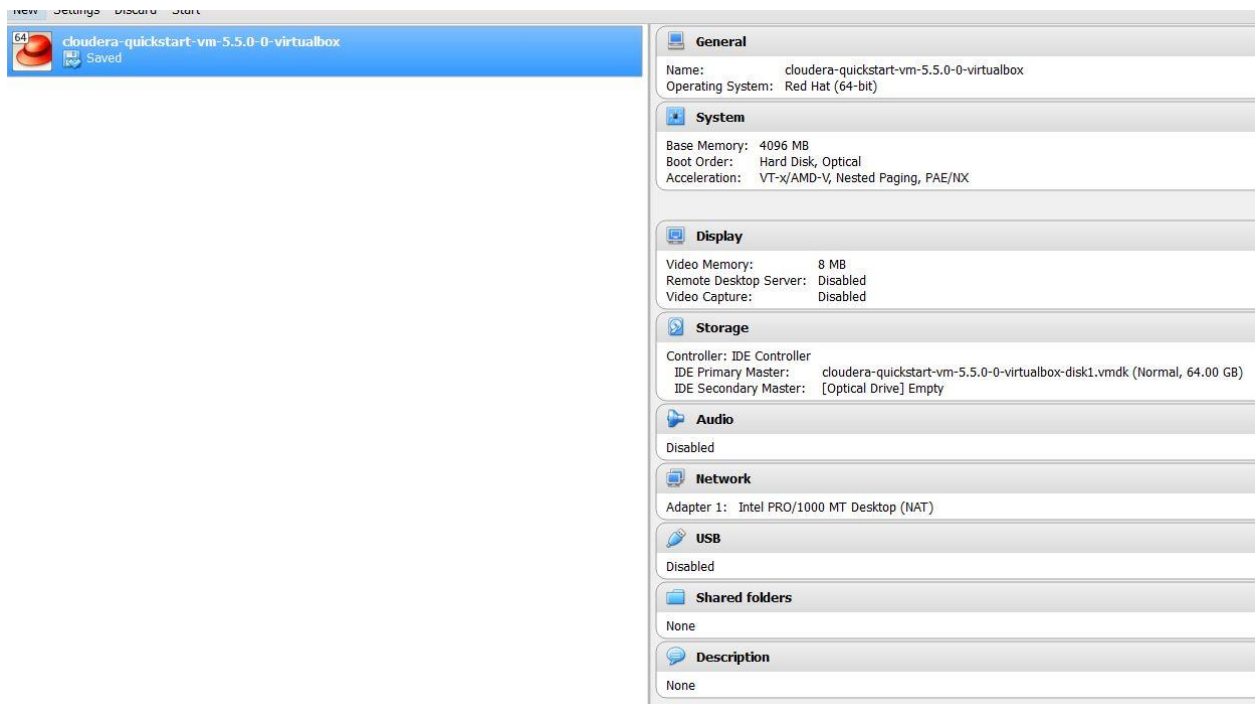 New Settings Discard Start
64
cloudera-quickstart-vm-5.5.0-0-virtualbox
Saved
General
Name: cloudera-quickstart-vm-5.5.0-0-virtualbox
Operating System: Red Hat (64-bit)
System
Base Memory: 4096 MB
Boot Order: Hard Disk, Optical
Acceleration: VT-x/AMD-V, Nested Paging, PAE/NX
Display
Video Memory: 8 MB
Remote Desktop Server: Disabled
Video Capture: Disabled
Storage
Controller: IDE Controller
IDE Primary Master: cloudera-quickstart-vm-5.5.0-0-virtualbox-disk1.vmdk (Normal, 64.00 GB)
IDE Secondary Master: [Optical Drive] Empty
Audio
Disabled
Network
Adapter 1: Intel PRO/1000 MT Desktop (NAT)
USB
Disabled
Shared folders
None
Description
None